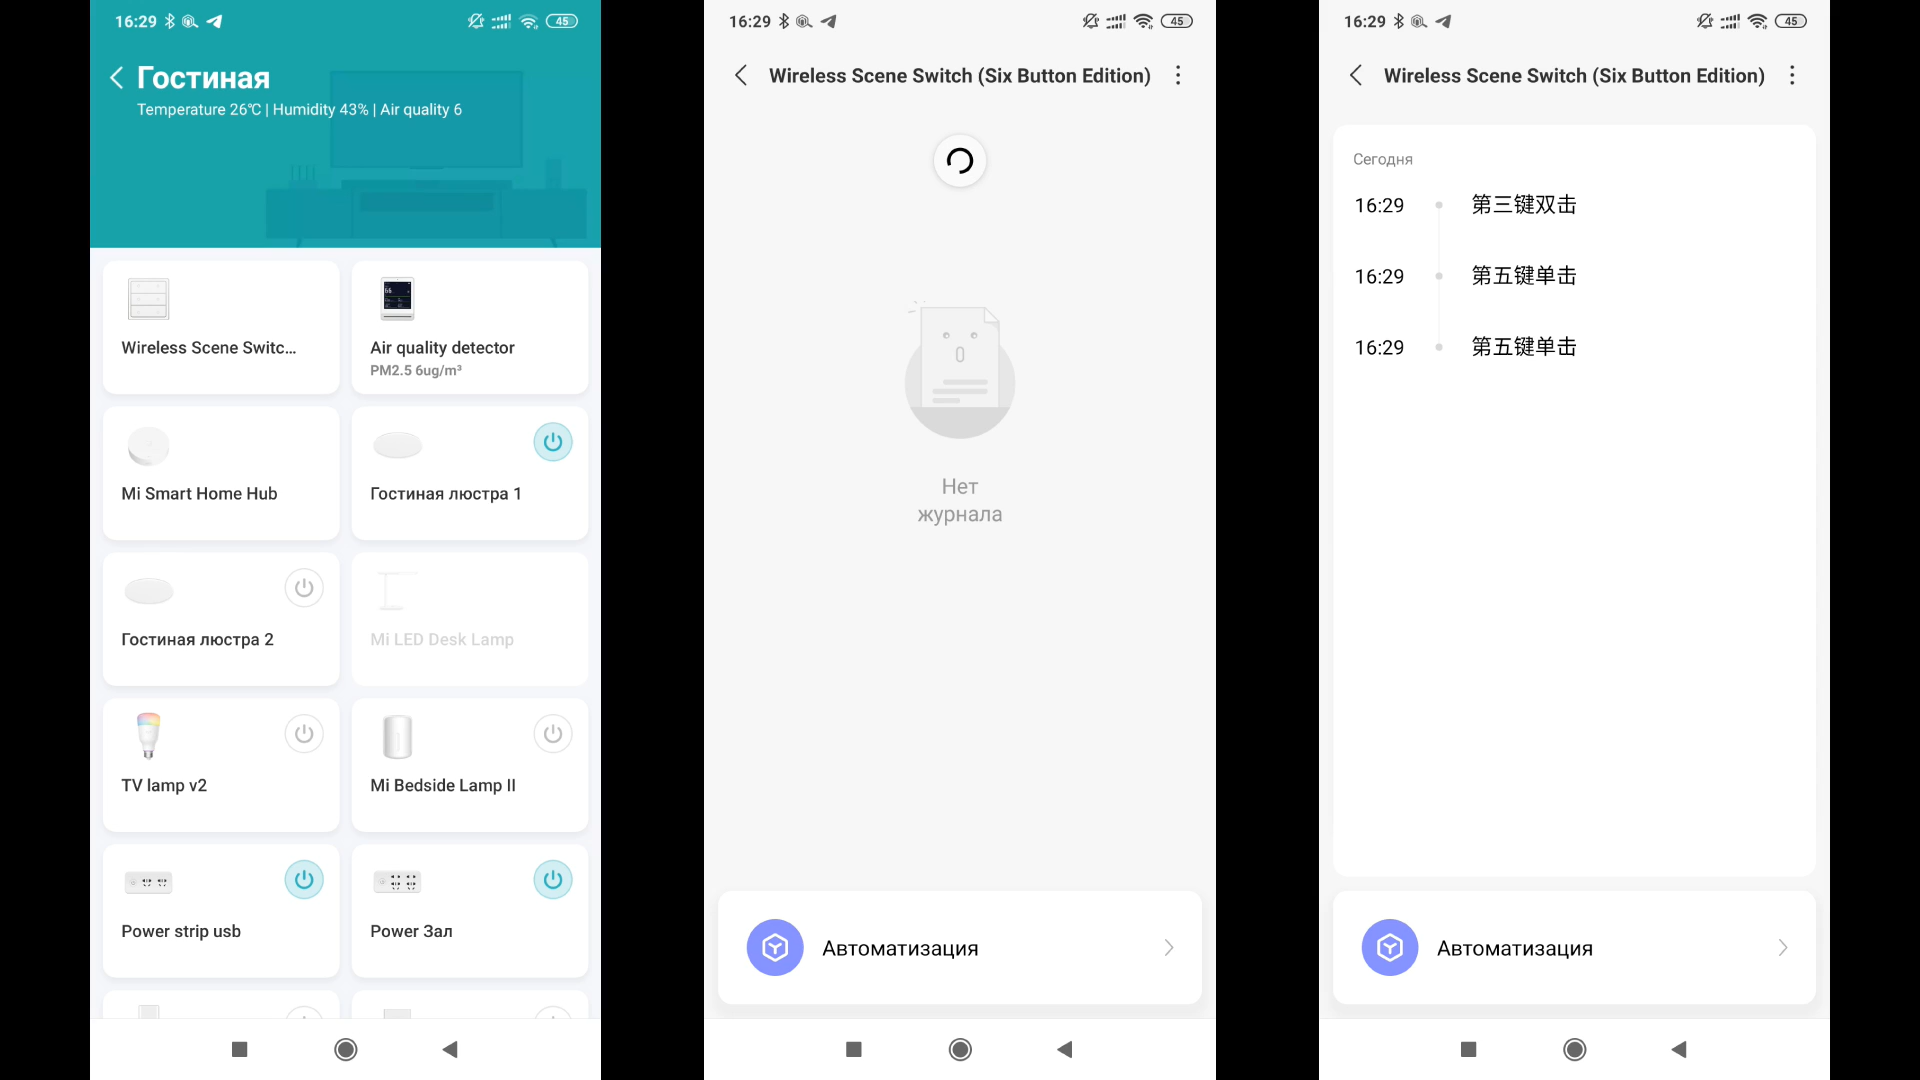 16:29
45
Гостиная
Temperature 26℃ | Humidity 43% | Air quality 6
Wireless Scene Switc...
Air quality detector
PM2.5 6ug/m³
Mi Smart Home Hub
Гостиная люстра 1
Гостиная люстра 2
Mi LED Desk Lamp
TV lamp v2
Mi Bedside Lamp II
Power strip usb
Power Зал
16:29
45
Wireless Scene Switch (Six Button Edition)
Нет
журнала
Автоматизация
16:29
45
Wireless Scene Switch (Six Button Edition)
Сегодня
16:29 第三键双击
16:29 第五键单击
16:29 第五键单击
Автоматизация